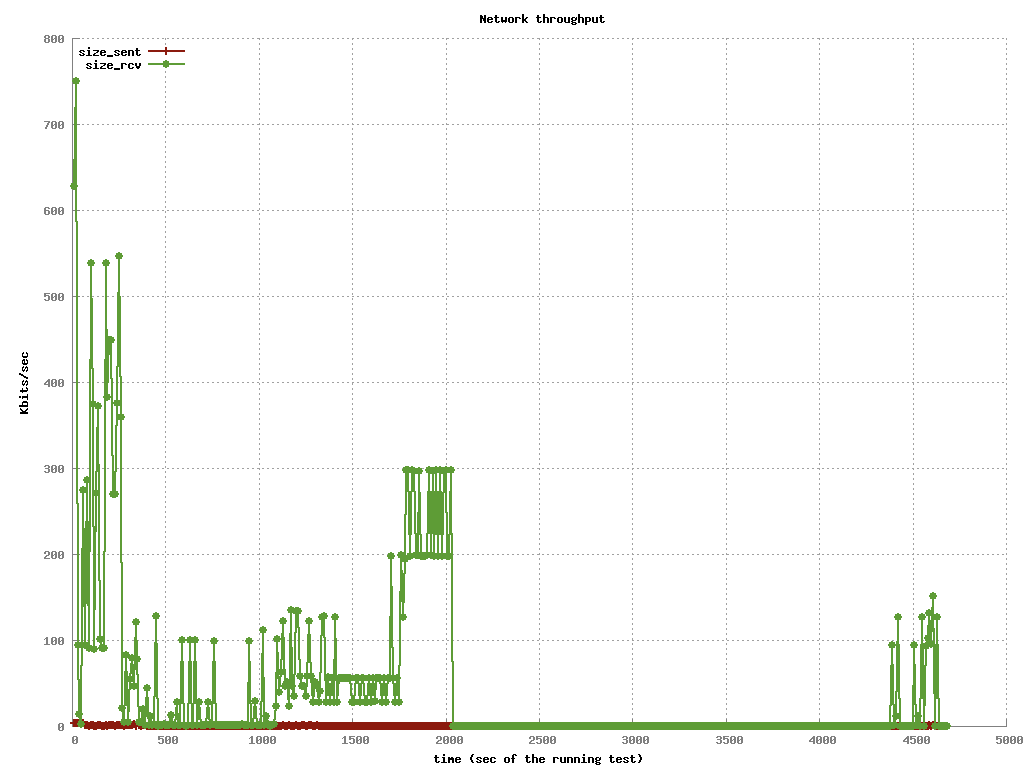 Network throughput
800
size_sent
size_rcv
700
600
500
400
Kbits/sec
300
200
100
0
0 500 1000 1500 2000 2500 3000 3500 4000 4500 5000
time (sec of the running test)